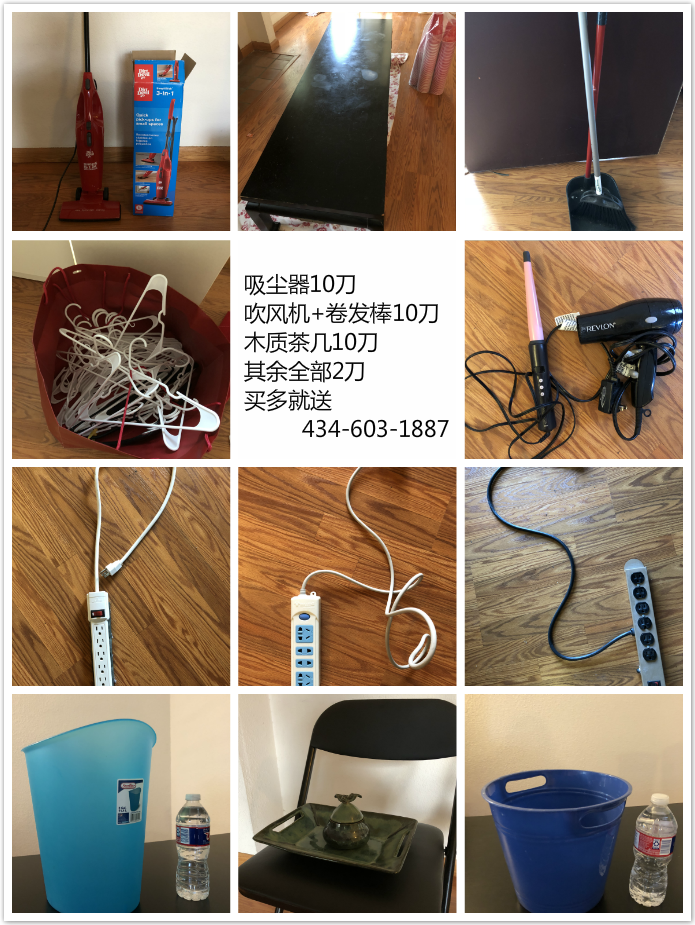 Dirt Devil
Dirt Devil
3-in-1
Quick
pick-ups for
small spaces
吸尘器10刀
吹风机+卷发棒10刀
木质茶几10刀
其余全部2刀
买多就送
434-603-1887
REVLON